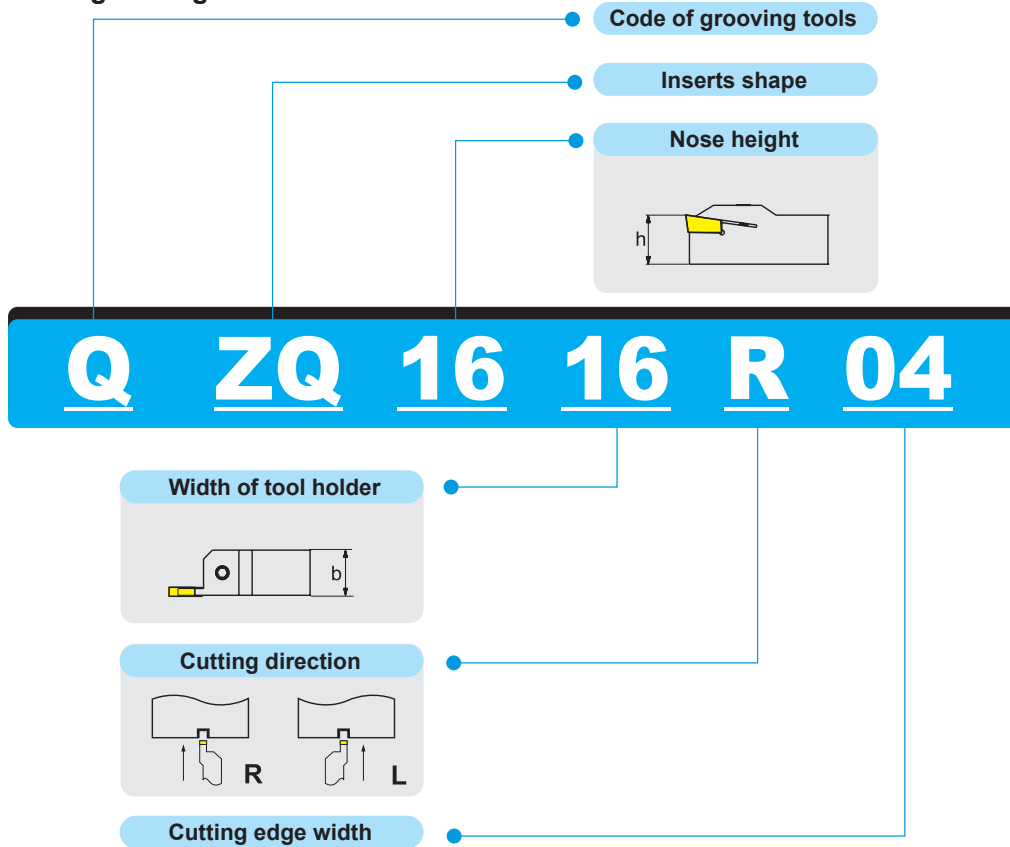 Code of grooving tools
Inserts shape
Nose height
h
Q ZQ 16 16 R 04
Width of tool holder
b
Cutting direction
R L
Cutting edge width